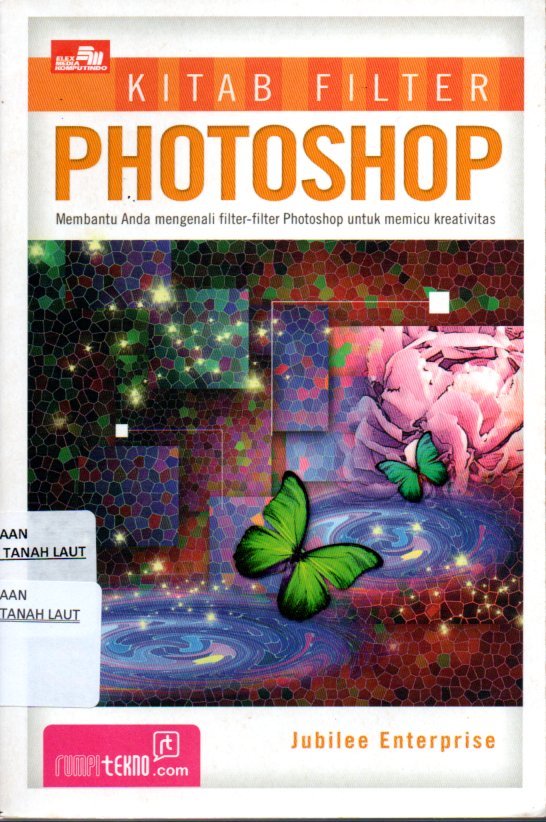 ELEX
MEDIA
KOMPUTINDO
KITAB FILTER
PHOTOSHOP
Membantu Anda mengenali filter-filter Photoshop untuk memicu kreativitas
AAN
TANAH LAUT
AAN
TANAH LAUT
rt
RUMPITEKNO.com
Jubilee Enterprise